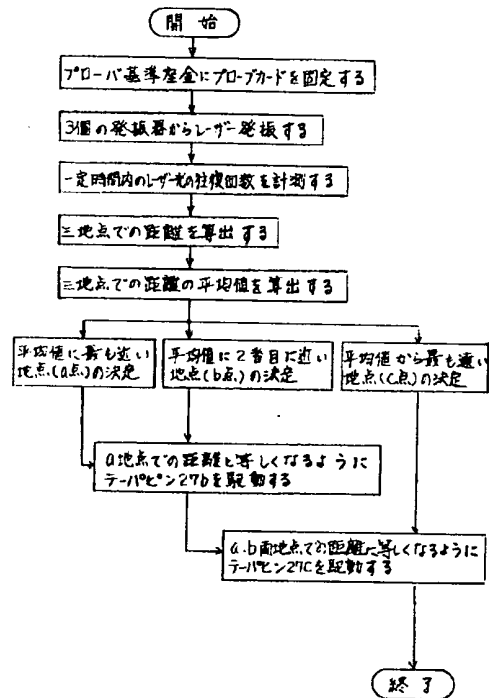 開始
プローバ基準座金にプローブカードを固定する
3個の発振器からレーザー発振する
一定時間内のレーザー光の往復回数を計測する
三地点での距離を算出する
三地点での距離の平均値を算出する
平均値に最も近い
地点(a点)の決定
平均値に2番目に近い
地点(b点)の決定
平均値から最も遠い
地点(c点)の決定
a地点での距離と等しくなるように
テーパピン27bを駆動する
a.b両地点での距離に等しくなるように
テーパピン27Cを駆動する
終了